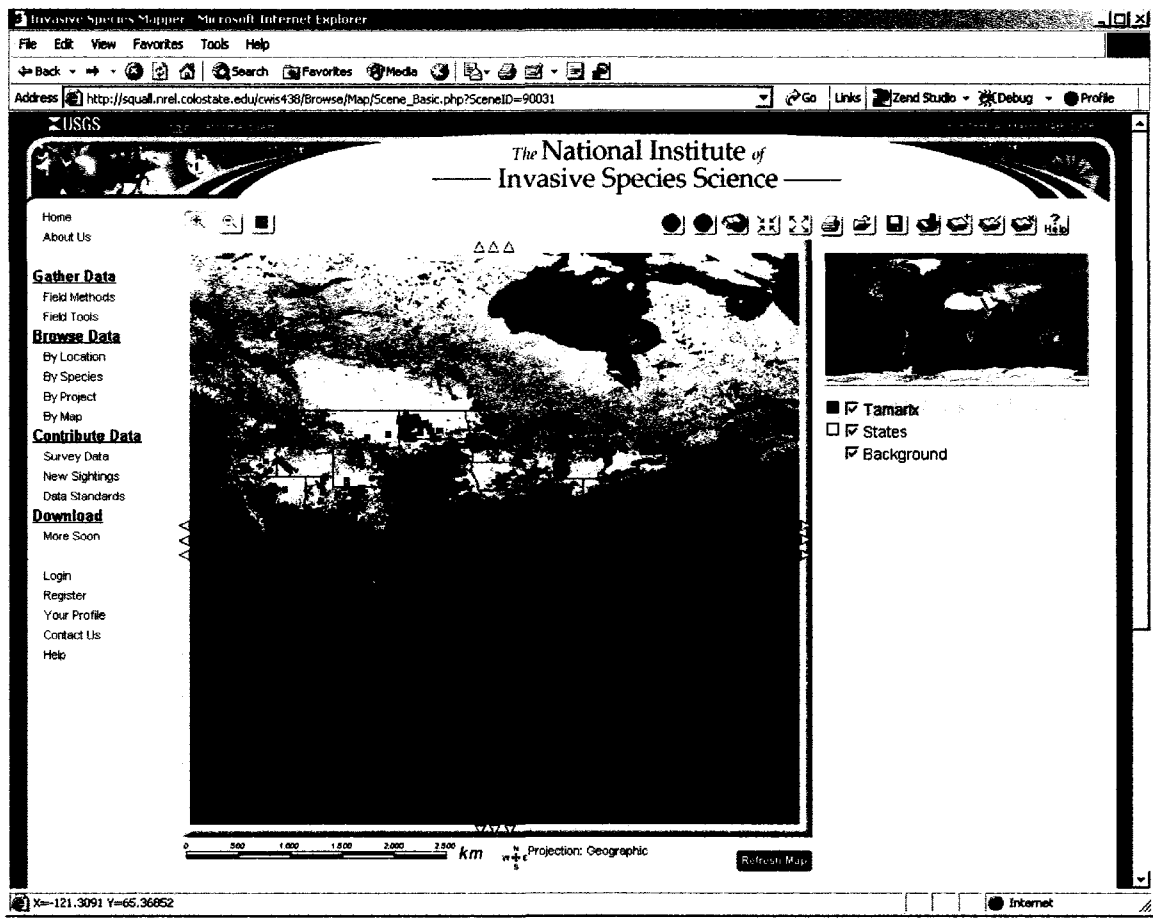 Invasive Species Mapper - Microsoft Internet Explorer
File Edit View Favorites Tools Help
Back Search Favorites Media
Address http://squall.nrel.colostate.edu/cwis438/Browse/Map/Scene_Basic.php?SceneID=90031 Go Links Zend Studio Debug Profile
USGS
The National Institute of
Invasive Species Science
Home
About Us
Help
Gather Data
Field Methods
Field Tools
Browse Data
By Location
By Species
By Project
By Map
Contribute Data
Survey Data
New Sightings
Data Standards
Download
More Soon
Login
Register
Your Profile
Contact Us
Help
Tamarix
States
Background
0 500 1.000 1.500 2.000 2.500 km
N W E S
Projection: Geographic
Refresh Map
X=-121.3091 Y=65.36852 Internet